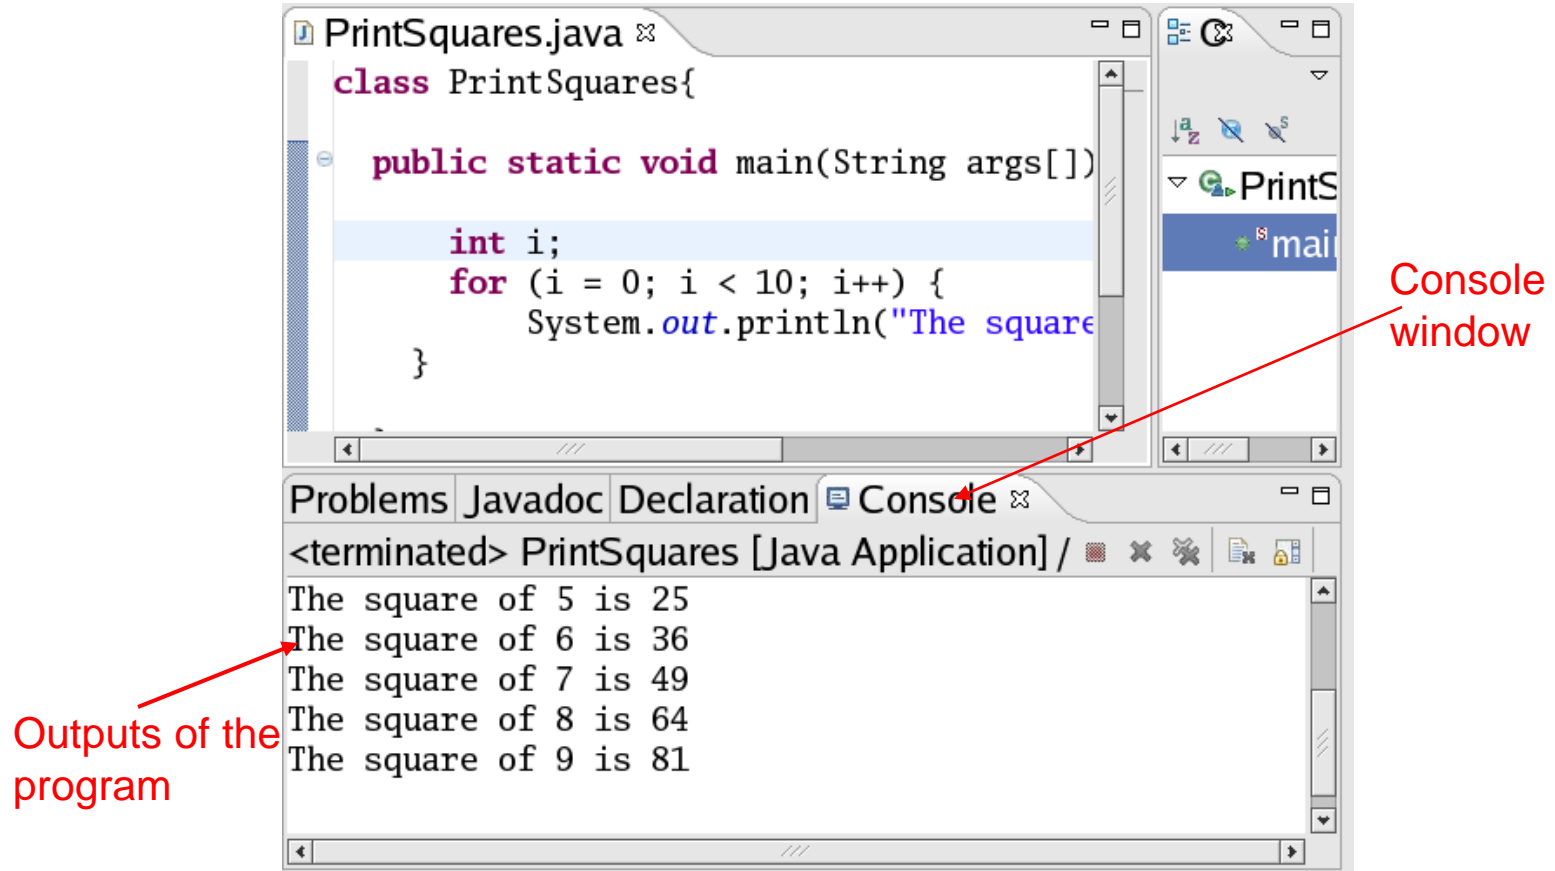 PrintSquares.java
class PrintSquares{
public static void main(String args[])
int i;
for (i = 0; i < 10; i++) {
System.out.println("The square
}
PrintS
main
Console
window
Problems Javadoc Declaration Console
<terminated> PrintSquares [Java Application] /
The square of 5 is 25
The square of 6 is 36
The square of 7 is 49
The square of 8 is 64
The square of 9 is 81
Outputs of the
program